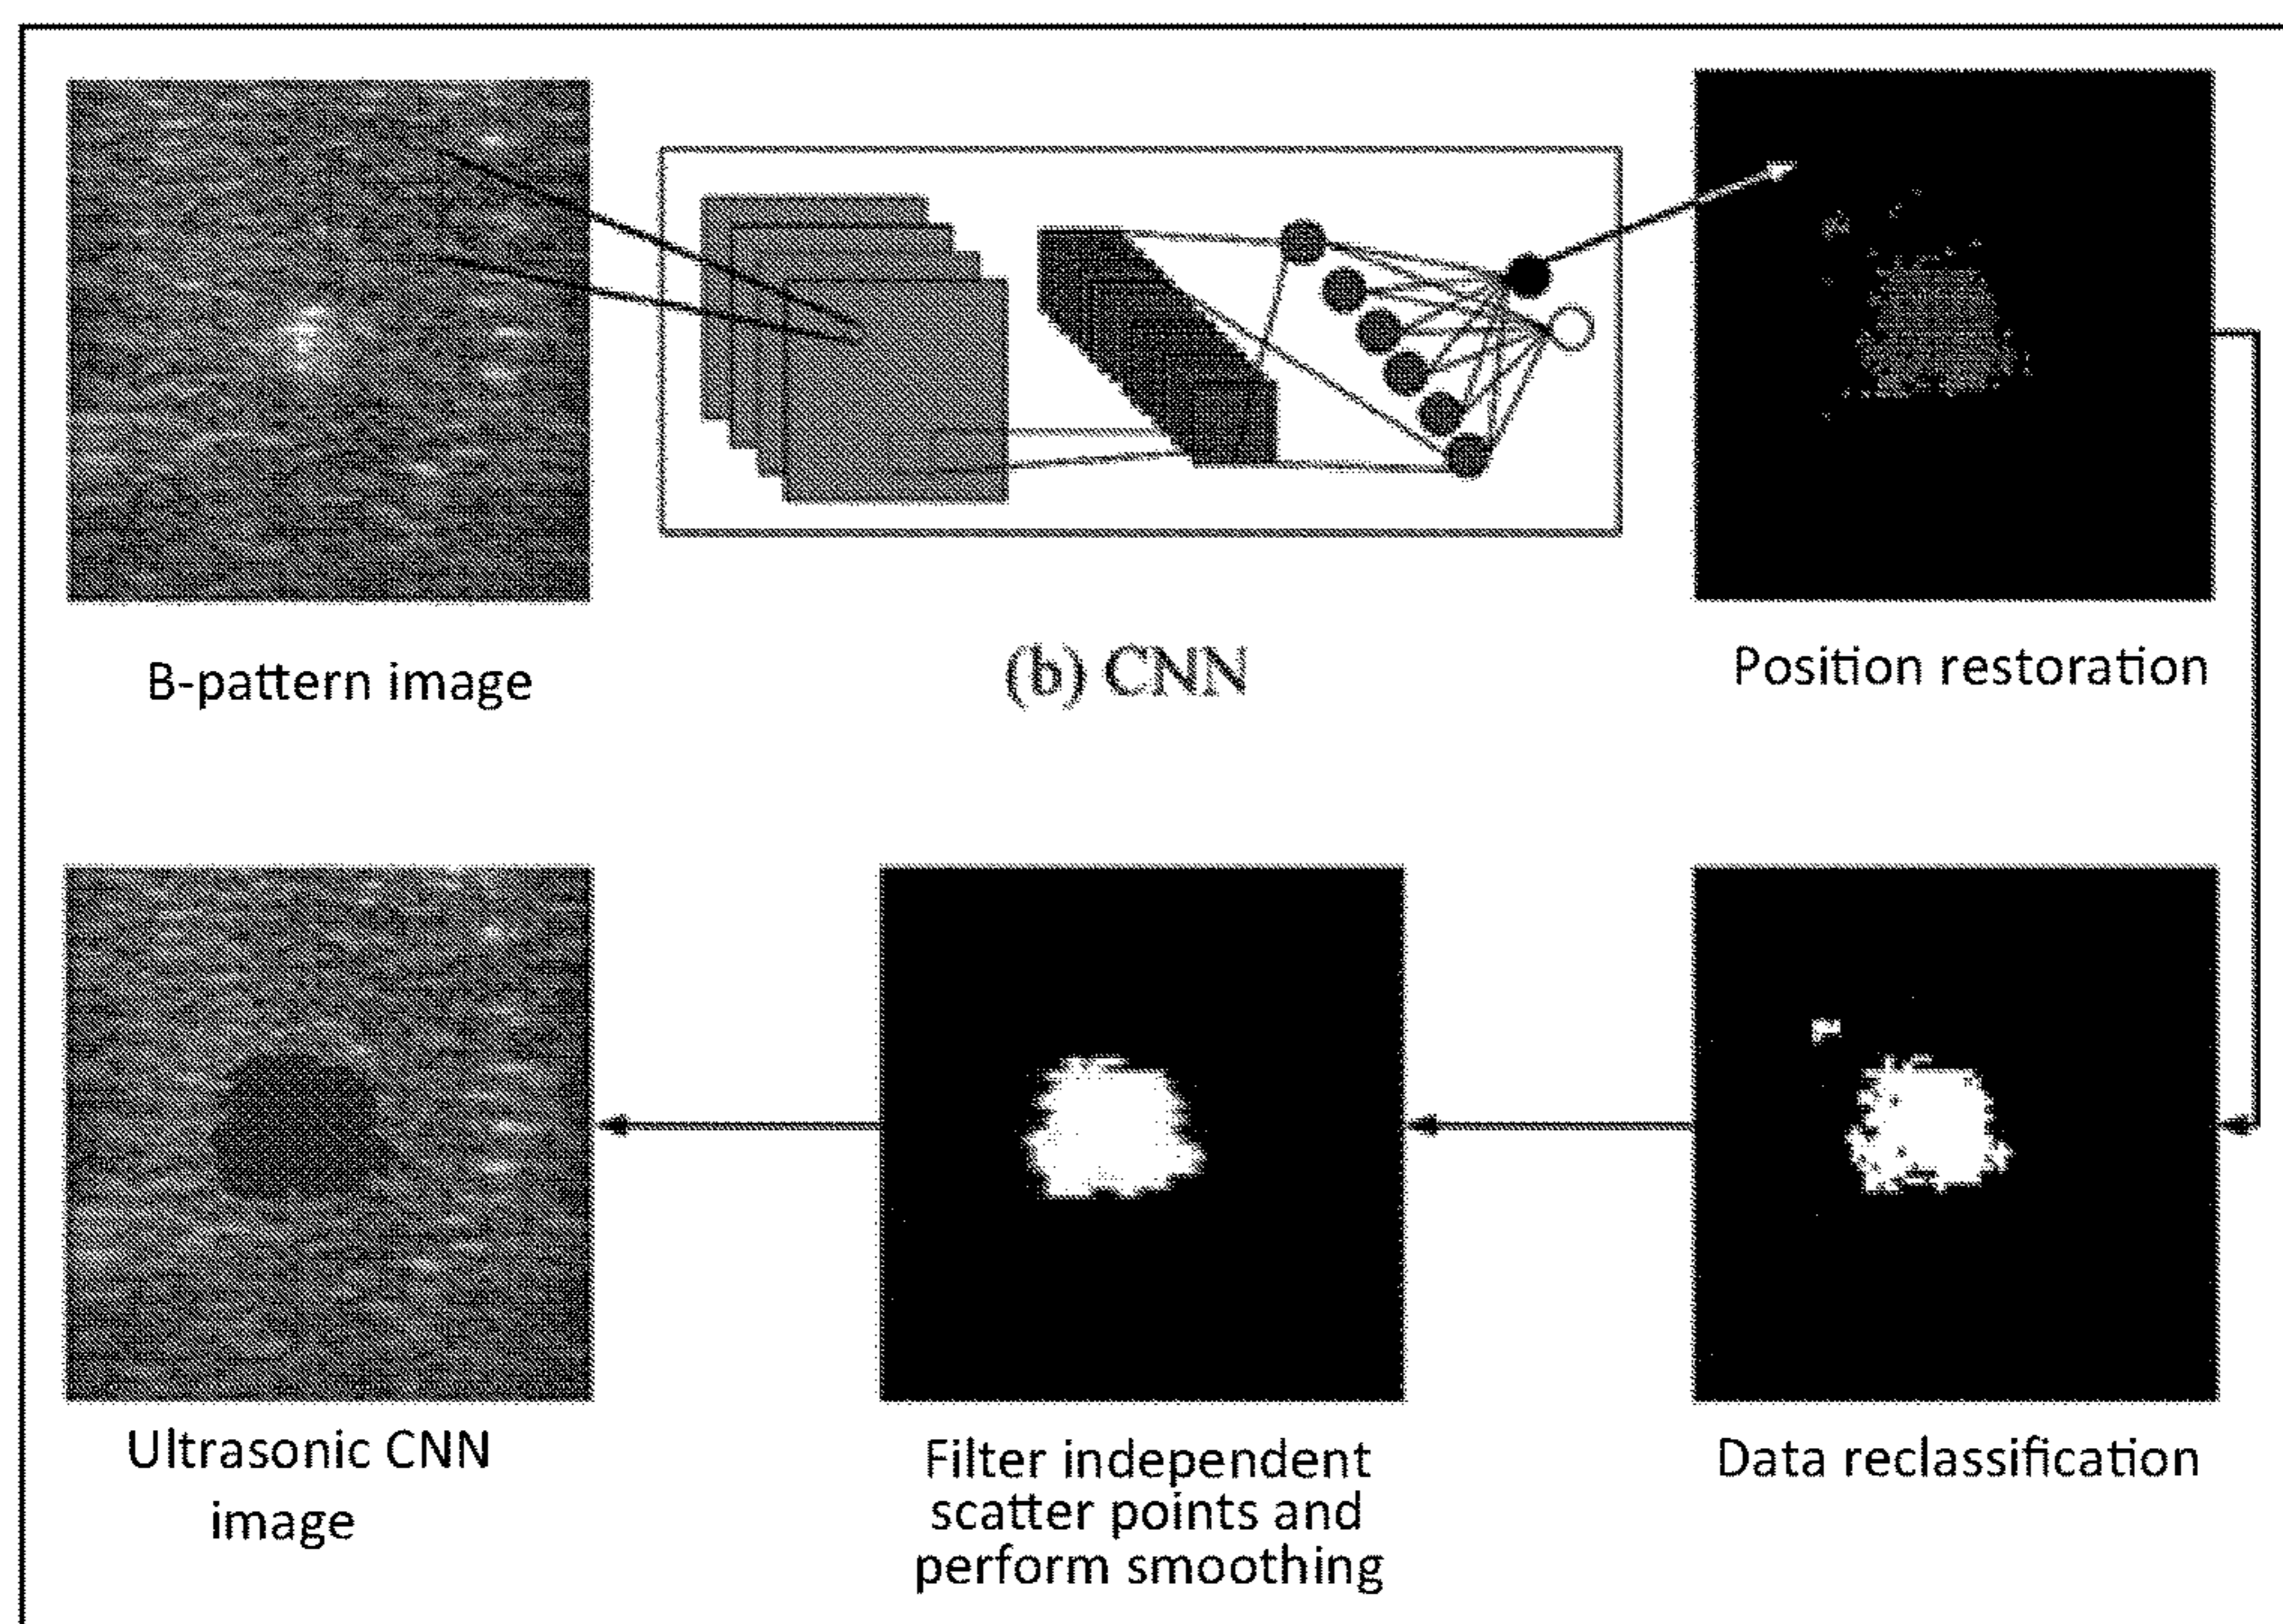 B-pattern image
(b) CNN
Position restoration
Ultrasonic CNN
image
Filter independent
scatter points and
perform smoothing
Data reclassification